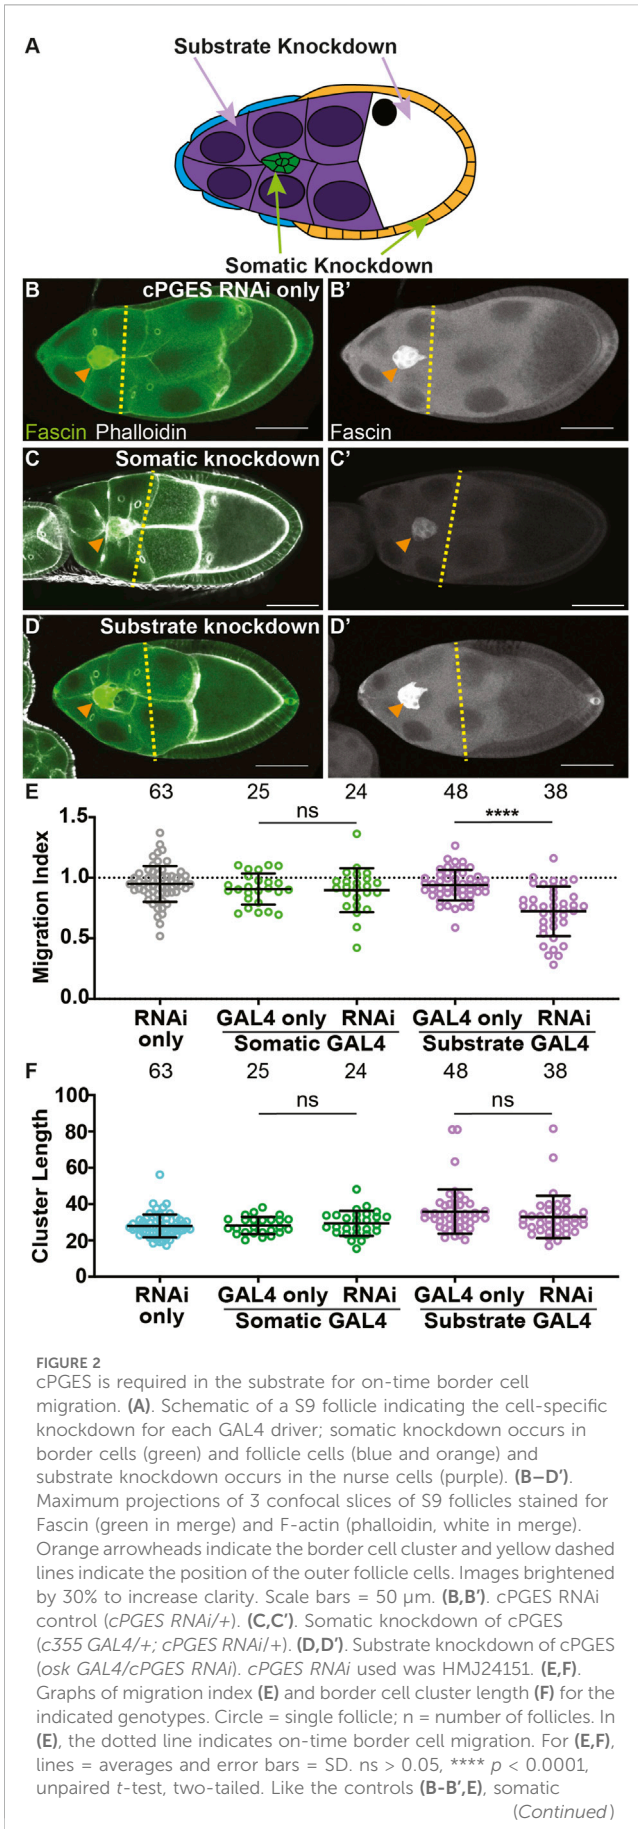 A
Substrate Knockdown
Somatic Knockdown
B
cPGES RNAi only
Fascin Phalloidin
B'
Fascin
C
Somatic knockdown
C'
D
Substrate knockdown
D'
E
63 25 24 48 38
ns ****
1.5
1.0
0.5
0.0
Migration Index
RNAi only
GAL4 only RNAi
Somatic GAL4
GAL4 only RNAi
Substrate GAL4
F
63 25 24 48 38
ns ns
100
80
60
40
20
0
Cluster Length
RNAi only
GAL4 only RNAi
Somatic GAL4
GAL4 only RNAi
Substrate GAL4
FIGURE 2
cPGES is required in the substrate for on-time border cell
migration. (A). Schematic of a S9 follicle indicating the cell-specific
knockdown for each GAL4 driver; somatic knockdown occurs in
border cells (green) and follicle cells (blue and orange) and
substrate knockdown occurs in the nurse cells (purple). (B–D').
Maximum projections of 3 confocal slices of S9 follicles stained for
Fascin (green in merge) and F-actin (phalloidin, white in merge).
Orange arrowheads indicate the border cell cluster and yellow dashed
lines indicate the position of the outer follicle cells. Images brightened
by 30% to increase clarity. Scale bars = 50 μm. (B,B'). cPGES RNAi
control (cPGES RNAi/+). (C,C'). Somatic knockdown of cPGES
(c355 GAL4/+; cPGES RNAi/+). (D,D'). Substrate knockdown of cPGES
(osk GAL4/cPGES RNAi). cPGES RNAi used was HMJ24151. (E,F).
Graphs of migration index (E) and border cell cluster length (F) for the
indicated genotypes. Circle = single follicle; n = number of follicles. In
(E), the dotted line indicates on-time border cell migration. For (E,F),
lines = averages and error bars = SD. ns > 0.05, **** p < 0.0001,
unpaired t-test, two-tailed. Like the controls (B-B',E), somatic
(Continued)